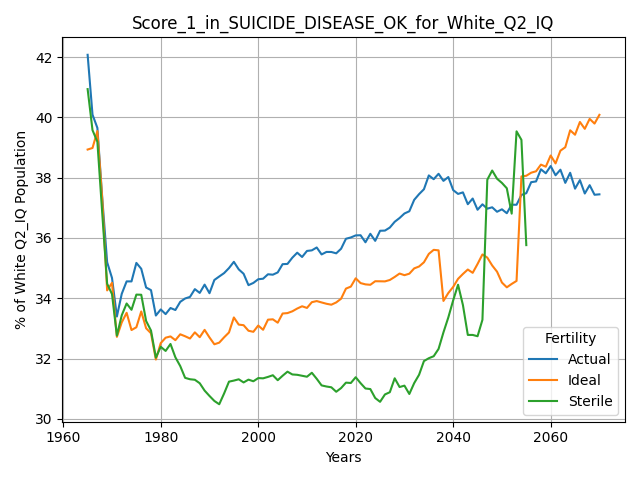 Score_1_in_SUICIDE_DISEASE_OK_for_White_Q2_IQ
% of White Q2_IQ Population
42
40
38
36
34
32
30
1960 1980 2000 2020 2040 2060
Years
Fertility
Actual
Ideal
Sterile